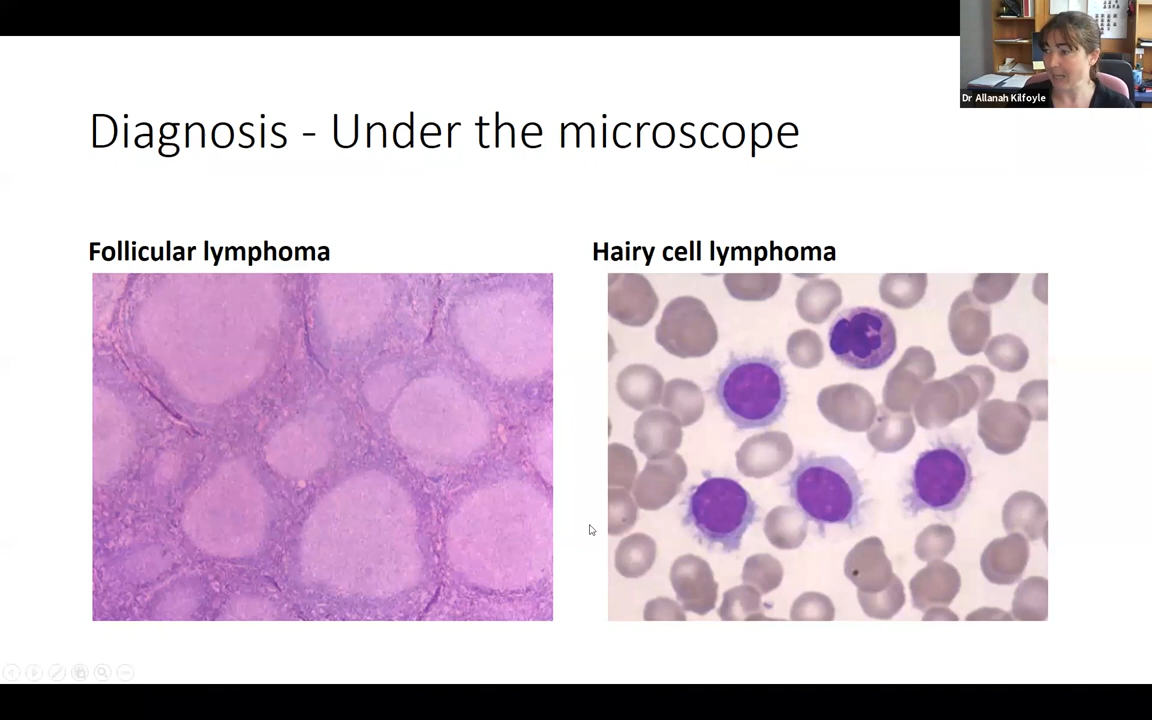 Dr Allanah Kilfoyle
Diagnosis - Under the microscope
Follicular lymphoma
Hairy cell lymphoma